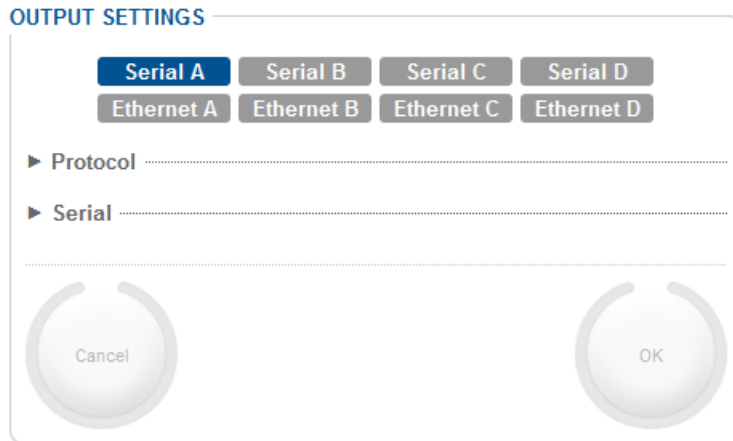 OUTPUT SETTINGS
Serial A Serial B Serial C Serial D
Ethernet A Ethernet B Ethernet C Ethernet D
Protocol
Serial
Cancel OK